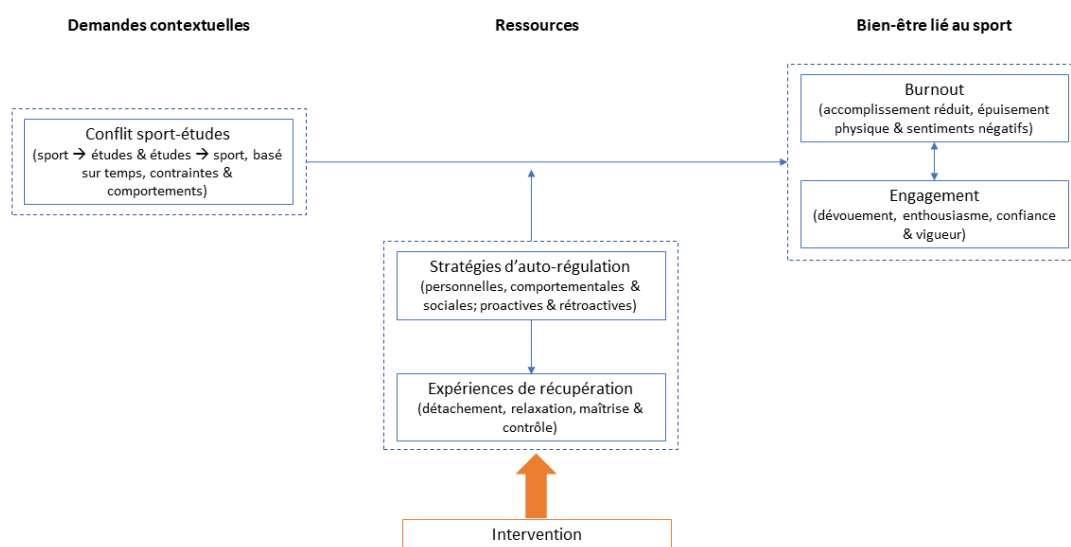 Demandes contextuelles
Ressources
Bien-être lié au sport
Conflit sport-études
(sport → études & études → sport, basé
sur temps, contraintes &
comportements)
Burnout
(accomplissement réduit, épuisement
physique & sentiments négatifs)
Engagement
(dévouement, enthousiasme, confiance
& vigueur)
Stratégies d'auto-régulation
(personnelles, comportementales &
sociales; proactives & rétroactives)
Expériences de récupération
(détachement, relaxation, maîtrise &
contrôle)
Intervention